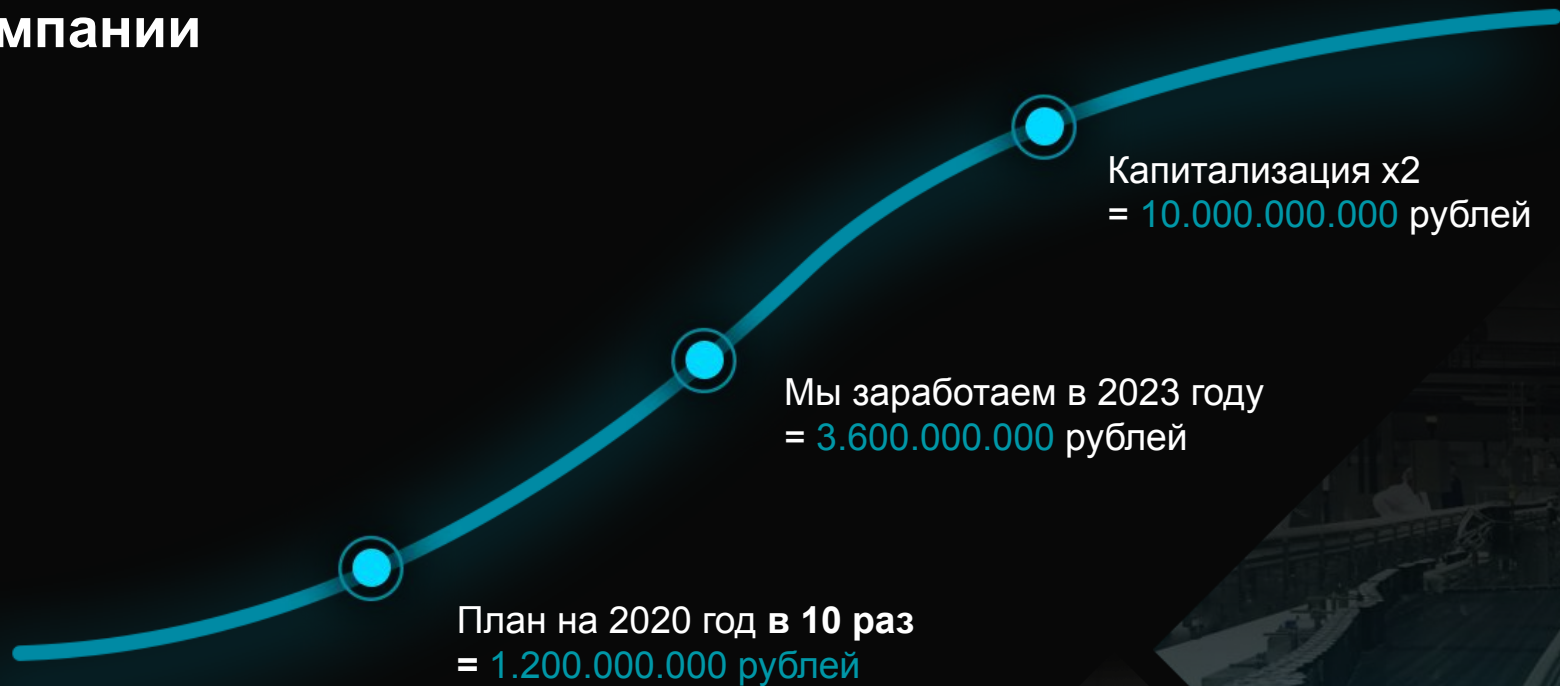 мпании
Капитализация x2
= 10.000.000.000 рублей
Мы заработаем в 2023 году
= 3.600.000.000 рублей
План на 2020 год в 10 раз
= 1.200.000.000 рублей